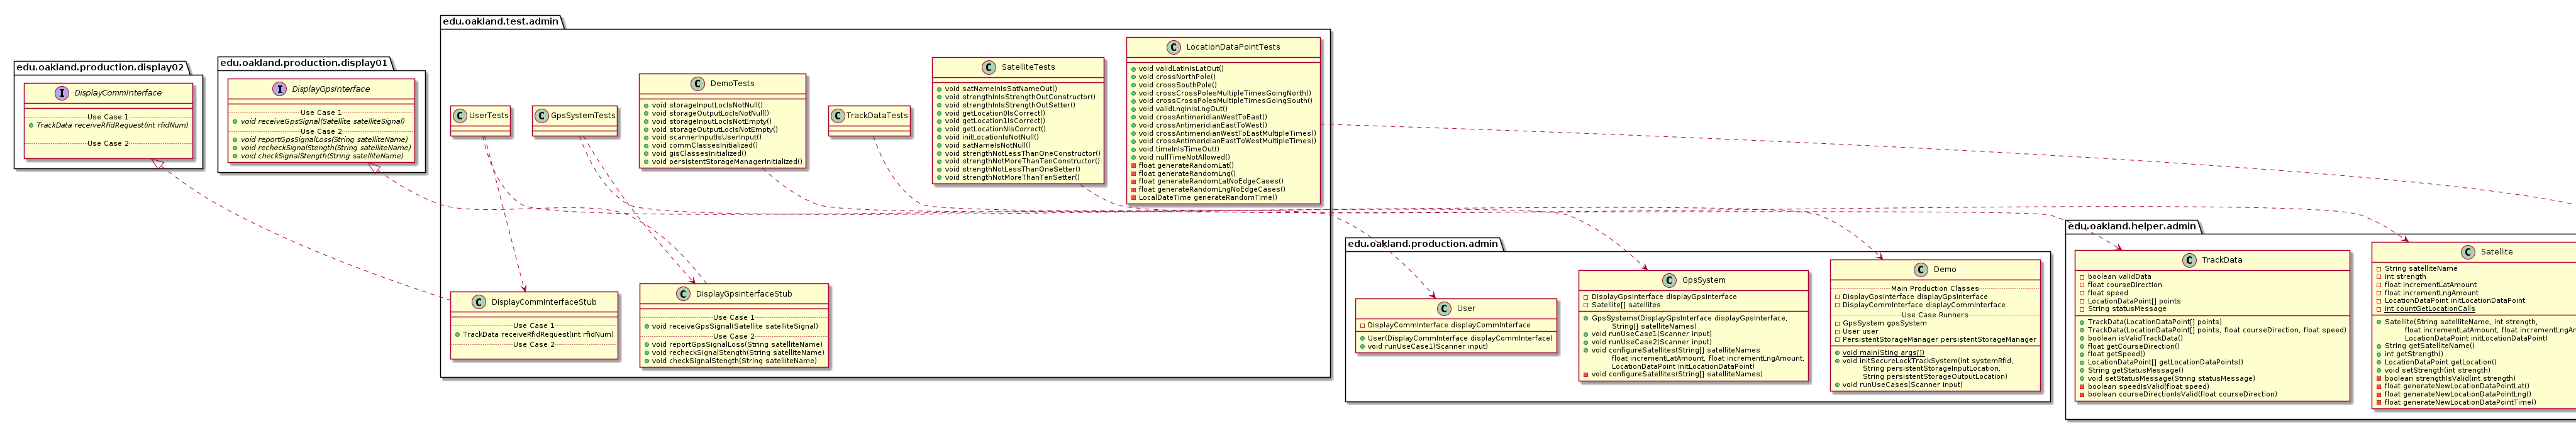 edu.oakland.production.display02
I DisplayCommInterface
Use Case 1
TrackData receiveRfidRequest(int rfidNum)
Use Case 2
edu.oakland.production.display01
I DisplayGpsInterface
Use Case 1
void receiveGpsSignal(Satellite satelliteSignal)
Use Case 2
void reportGpsSignalLoss(String satelliteName)
void recheckSignalStength(String satelliteName)
void checkSignalStength(String satelliteName)
edu.oakland.test.admin
C UserTests
C GpsSystemTests
C DemoTests
void storageInputLocIsNotNull()
void storageOutputLocIsNotNull()
void storageInputLocIsNotEmpty()
void storageOutputLocIsNotEmpty()
void scannerInputIsUserInput()
void commClassesInitialized()
void gisClassesInitialized()
void persistentStorageManagerInitialized()
C TrackDataTests
C SatelliteTests
void satNameInIsSatNameOut()
void strengthInIsStrengthOutConstructor()
void strengthInIsStrengthOutSetter()
void getLocation0IsCorrect()
void getLocation1IsCorrect()
void getLocationNIsCorrect()
void initLocationIsNotNull()
void satNameIsNotNull()
void strengthNotLessThanOneConstructor()
void strengthNotMoreThanTenConstructor()
void strengthNotLessThanOneSetter()
void strengthNotMoreThanTenSetter()
C LocationDataPointTests
void validLatInIsLatOut()
void crossNorthPole()
void crossSouthPole()
void crossCrossPolesMultipleTimesGoingNorth()
void crossCrossPolesMultipleTimesGoingSouth()
void validLngInIsLngOut()
void crossAntimeridianWestToEast()
void crossAntimeridianEastToWest()
void crossAntimeridianWestToEastMultipleTimes()
void crossAntimeridianEastToWestMultipleTimes()
void timeInIsTimeOut()
void nullTimeNotAllowed()
float generateRandomLat()
float generateRandomLng()
float generateRandomLatNoEdgeCases()
float generateRandomLngNoEdgeCases()
LocalDateTime generateRandomTime()
C DisplayCommInterfaceStub
Use Case 1
TrackData receiveRfidRequest(int rfidNum)
Use Case 2
C DisplayGpsInterfaceStub
Use Case 1
void receiveGpsSignal(Satellite satelliteSignal)
Use Case 2
void reportGpsSignalLoss(String satelliteName)
void recheckSignalStength(String satelliteName)
void checkSignalStength(String satelliteName)
edu.oakland.production.admin
C User
DisplayCommInterface displayCommInterface
User(DisplayCommInterface displayCommInterface)
void runUseCase1(Scanner input)
C GpsSystem
DisplayGpsInterface displayGpsInterface
Satellite[] satellites
GpsSystems(DisplayGpsInterface displayGpsInterface,
String[] satelliteNames)
void runUseCase1(Scanner input)
void runUseCase2(Scanner input)
void configureSatellites(String[] satelliteNames
float incrementLatAmount, float incrementLngAmount,
LocationDataPoint initLocationDataPoint)
void configureSatellites(String[] satelliteNames)
C Demo
Main Production Classes
DisplayGpsInterface displayGpsInterface
DisplayCommInterface displayCommInterface
Use Case Runners
GpsSystem gpsSystem
User user
PersistentStorageManager persistentStorageManager
void main(String args[])
void initSecureLockTrackSystem(int systemRfid,
String persistentStorageInputLocation,
String persistentStorageOutputLocation)
void runUseCases(Scanner input)
edu.oakland.helper.admin
C TrackData
boolean validData
float courseDirection
float speed
LocationDataPoint[] points
String statusMessage
TrackData(LocationDataPoint[] points)
TrackData(LocationDataPoint[] points, float courseDirection, float speed)
boolean isValidTrackData()
float getCourseDirection()
float getSpeed()
LocationDataPoint[] getLocationDataPoints()
String getStatusMessage()
void setStatusMessage(String statusMessage)
boolean speedIsValid(float speed)
boolean courseDirectionIsValid(float courseDirection)
C Satellite
String satelliteName
int strength
float incrementLatAmount
float incrementLngAmount
LocationDataPoint initLocationDataPoint
int countGetLocationCalls
Satellite(String satelliteName, int strength,
float incrementLatAmount, float incrementLngAm
LocationDataPoint initLocationDataPoint)
String getSatelliteName()
int getStrength()
LocationDataPoint getLocation()
void setStrength(int strength)
boolean strengthIsValid(int strength)
float generateNewLocationDataPointLat()
float generateNewLocationDataPointLng()
float generateNewLocationDataPointTime()